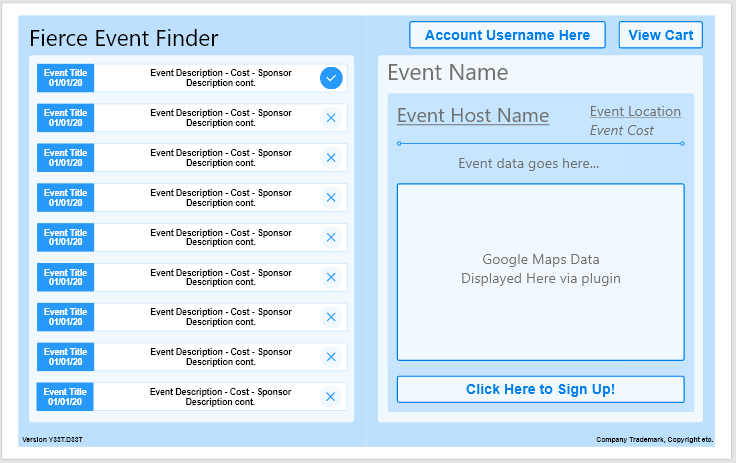 Fierce Event Finder
Account Username Here
View Cart
Event Title
01/01/20
Event Description - Cost - Sponsor
Description cont.
Event Title
01/01/20
Event Description - Cost - Sponsor
Description cont.
Event Title
01/01/20
Event Description - Cost - Sponsor
Description cont.
Event Title
01/01/20
Event Description - Cost - Sponsor
Description cont.
Event Title
01/01/20
Event Description - Cost - Sponsor
Description cont.
Event Title
01/01/20
Event Description - Cost - Sponsor
Description cont.
Event Title
01/01/20
Event Description - Cost - Sponsor
Description cont.
Event Title
01/01/20
Event Description - Cost - Sponsor
Description cont.
Event Title
01/01/20
Event Description - Cost - Sponsor
Description cont.
Event Name
Event Host Name
Event Location
Event Cost
Event data goes here...
Google Maps Data
Displayed Here via plugin
Click Here to Sign Up!
Version Y33T.D33T
Company Trademark, Copyright etc.